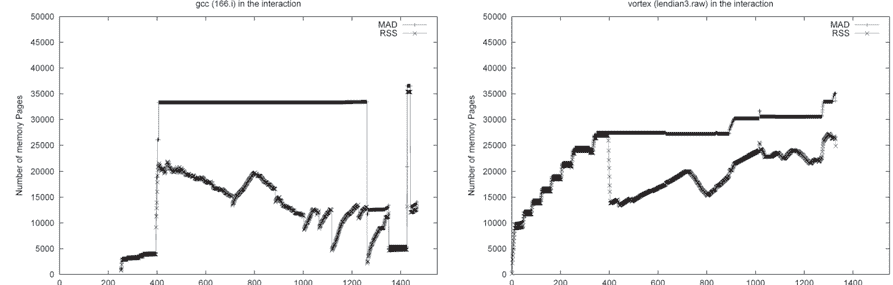 gcc (166.i) in the interaction
50000
45000
40000
35000
30000
25000
20000
15000
10000
5000
0
Number of memory Pages
MAD
RSS
0 200 400 600 800 1000 1200 1400
vortex (lendian3.raw) in the interaction
50000
45000
40000
35000
30000
25000
20000
15000
10000
5000
0
Number of memory Pages
MAD
RSS
0 200 400 600 800 1000 1200 1400